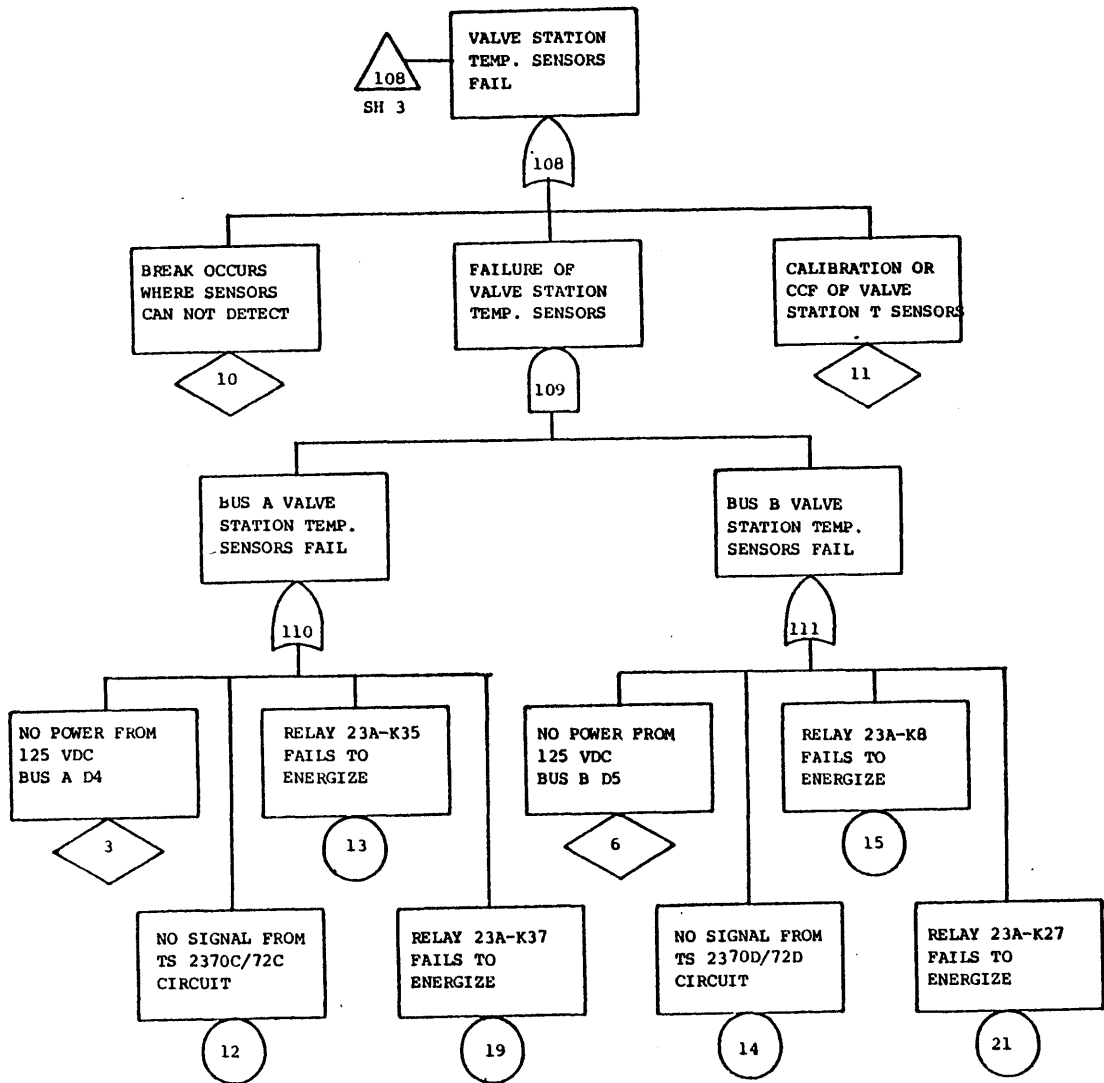 VALVE STATION
TEMP. SENSORS
FAIL
108
SH 3
108
BREAK OCCURS
WHERE SENSORS
CAN NOT DETECT
10
FAILURE OF
VALVE STATION
TEMP. SENSORS
109
CALIBRATION OR
CCF OF VALVE
STATION T SENSORS
11
BUS A VALVE
STATION TEMP.
SENSORS FAIL
110
BUS B VALVE
STATION TEMP.
SENSORS FAIL
111
NO POWER FROM
125 VDC
BUS A D4
3
RELAY 23A-K35
FAILS TO
ENERGIZE
13
NO POWER FROM
125 VDC
BUS B D5
6
RELAY 23A-K8
FAILS TO
ENERGIZE
15
NO SIGNAL FROM
TS 2370C/72C
CIRCUIT
12
RELAY 23A-K37
FAILS TO
ENERGIZE
19
NO SIGNAL FROM
TS 2370D/72D
CIRCUIT
14
RELAY 23A-K27
FAILS TO
ENERGIZE
21